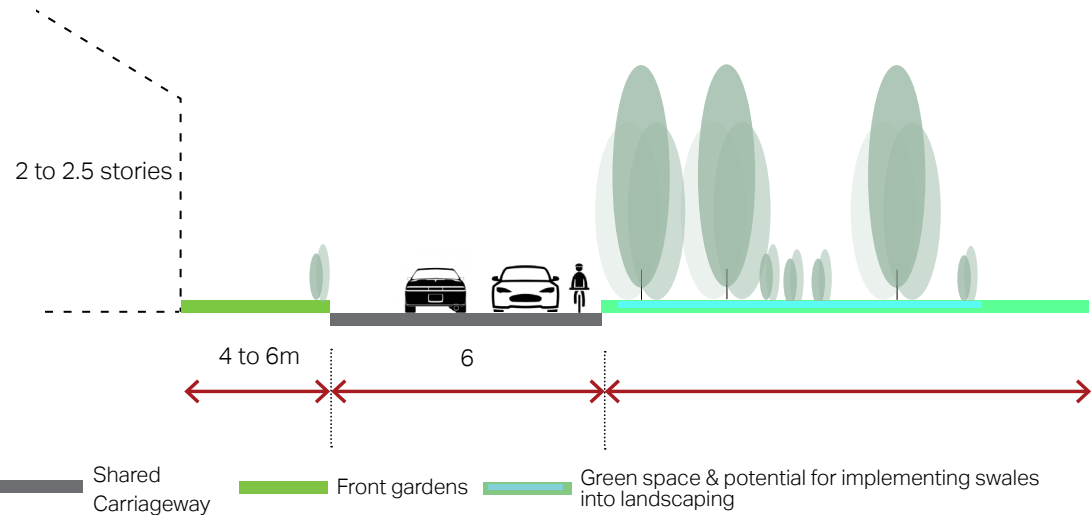 2 to 2.5 stories
4 to 6m
6
Shared
Carriageway
Front gardens
Green space & potential for implementing swales
into landscaping